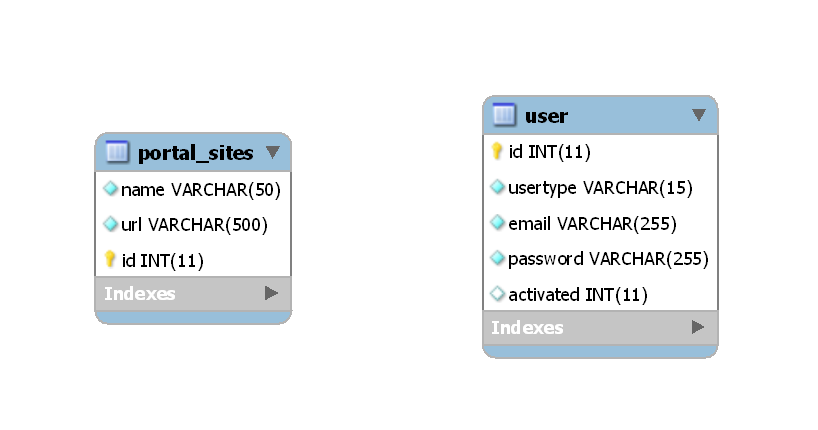 portal_sites
name VARCHAR(50)
url VARCHAR(500)
id INT(11)
Indexes
user
id INT(11)
usertype VARCHAR(15)
email VARCHAR(255)
password VARCHAR(255)
activated INT(11)
Indexes